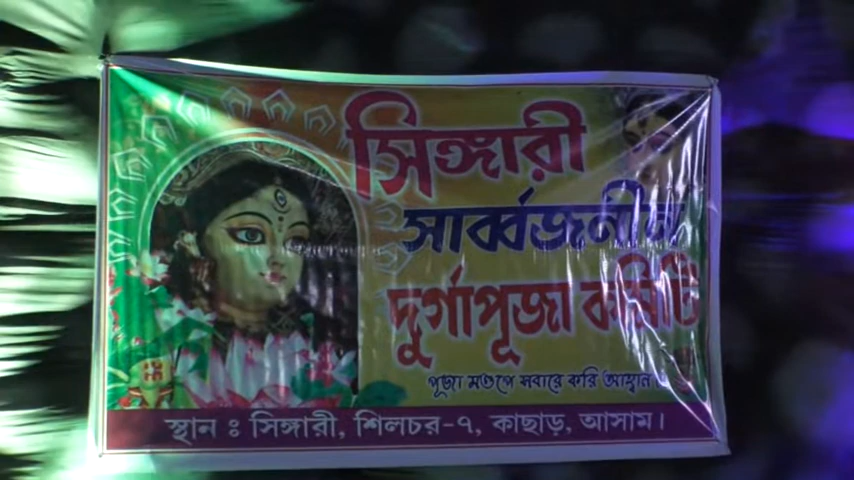 সিঙ্গারী
সার্ব্বজনীন
দুর্গাপূজা কমিটি
পূজা মণ্ডপে সবারে করি আহ্বান
স্থান ঃ সিঙ্গারী, শিলচর-৭, কাছাড়, আসাম।